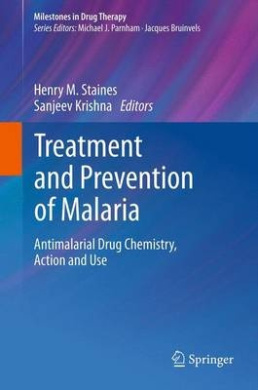 Milestones in Drug Therapy
Series Editors: Michael J. Parnham · Jacques Bruinvels
Henry M. Staines
Sanjeev Krishna Editors
Treatment
and Prevention
of Malaria
Antimalarial Drug Chemistry,
Action and Use
Springer